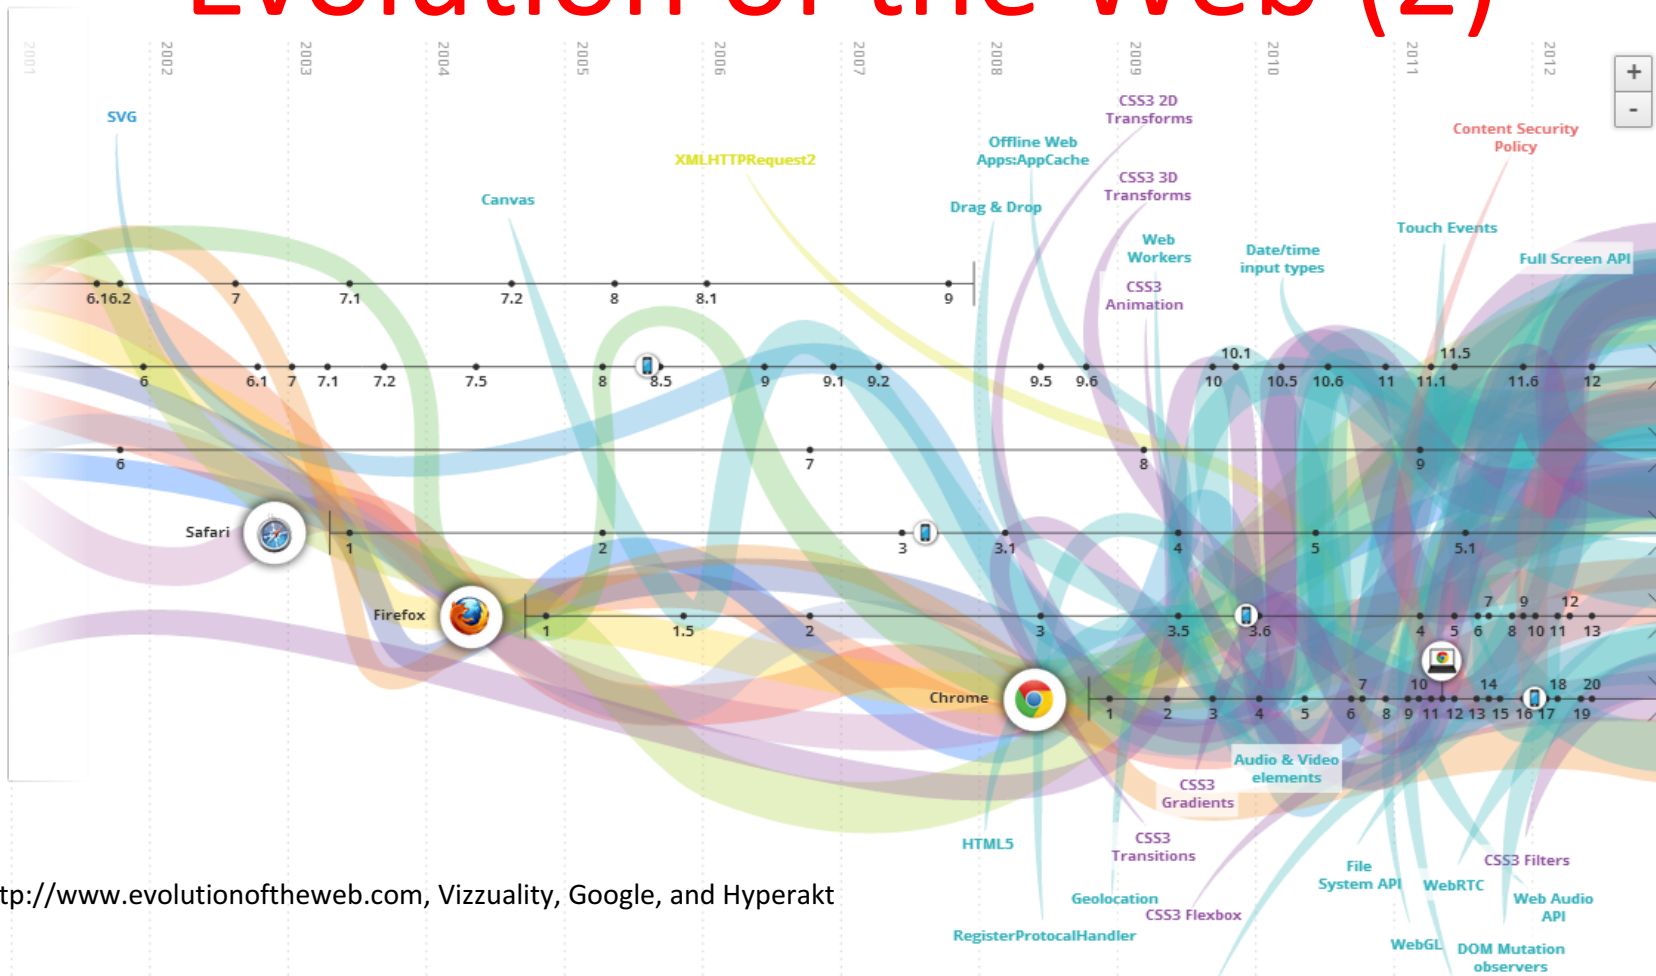 Evolution of the Web (2)
2001 2002 2003 2004 2005 2006 2007 2008 2009 2010 2011 2012
+
-
SVG
Canvas
XMLHTTPRequest2
Offline Web
Apps:AppCache
Drag & Drop
CSS3 2D
Transforms
CSS3 3D
Transforms
Web
Workers
CSS3
Animation
Date/time
input types
Touch Events
Content Security
Policy
Full Screen API
6.1 6.2 7 7.1 7.2 8 8.1 9
10.1 11.5
6 6.1 7 7.1 7.2 7.5 8 8.5 9 9.1 9.2 9.5 9.6 10 10.5 10.6 11 11.1 11.6 12
6 7 8 9
Safari
1 2 3 3.1 4 5 5.1
Firefox
7 9 12
1 1.5 2 3 3.5 3.6 4 5 6 8 10 11 13
Chrome
7 10 14 18 20
1 2 3 4 5 6 8 9 11 12 13 15 16 17 19
Audio & Video
elements
CSS3
Gradients
HTML5
CSS3
Transitions
File
System API
CSS3 Filters
WebRTC
Web Audio
API
Geolocation
CSS3 Flexbox
RegisterProtocalHandler
WebGL
DOM Mutation
observers
tp://www.evolutionoftheweb.com, Vizzuality, Google, and Hyperakt